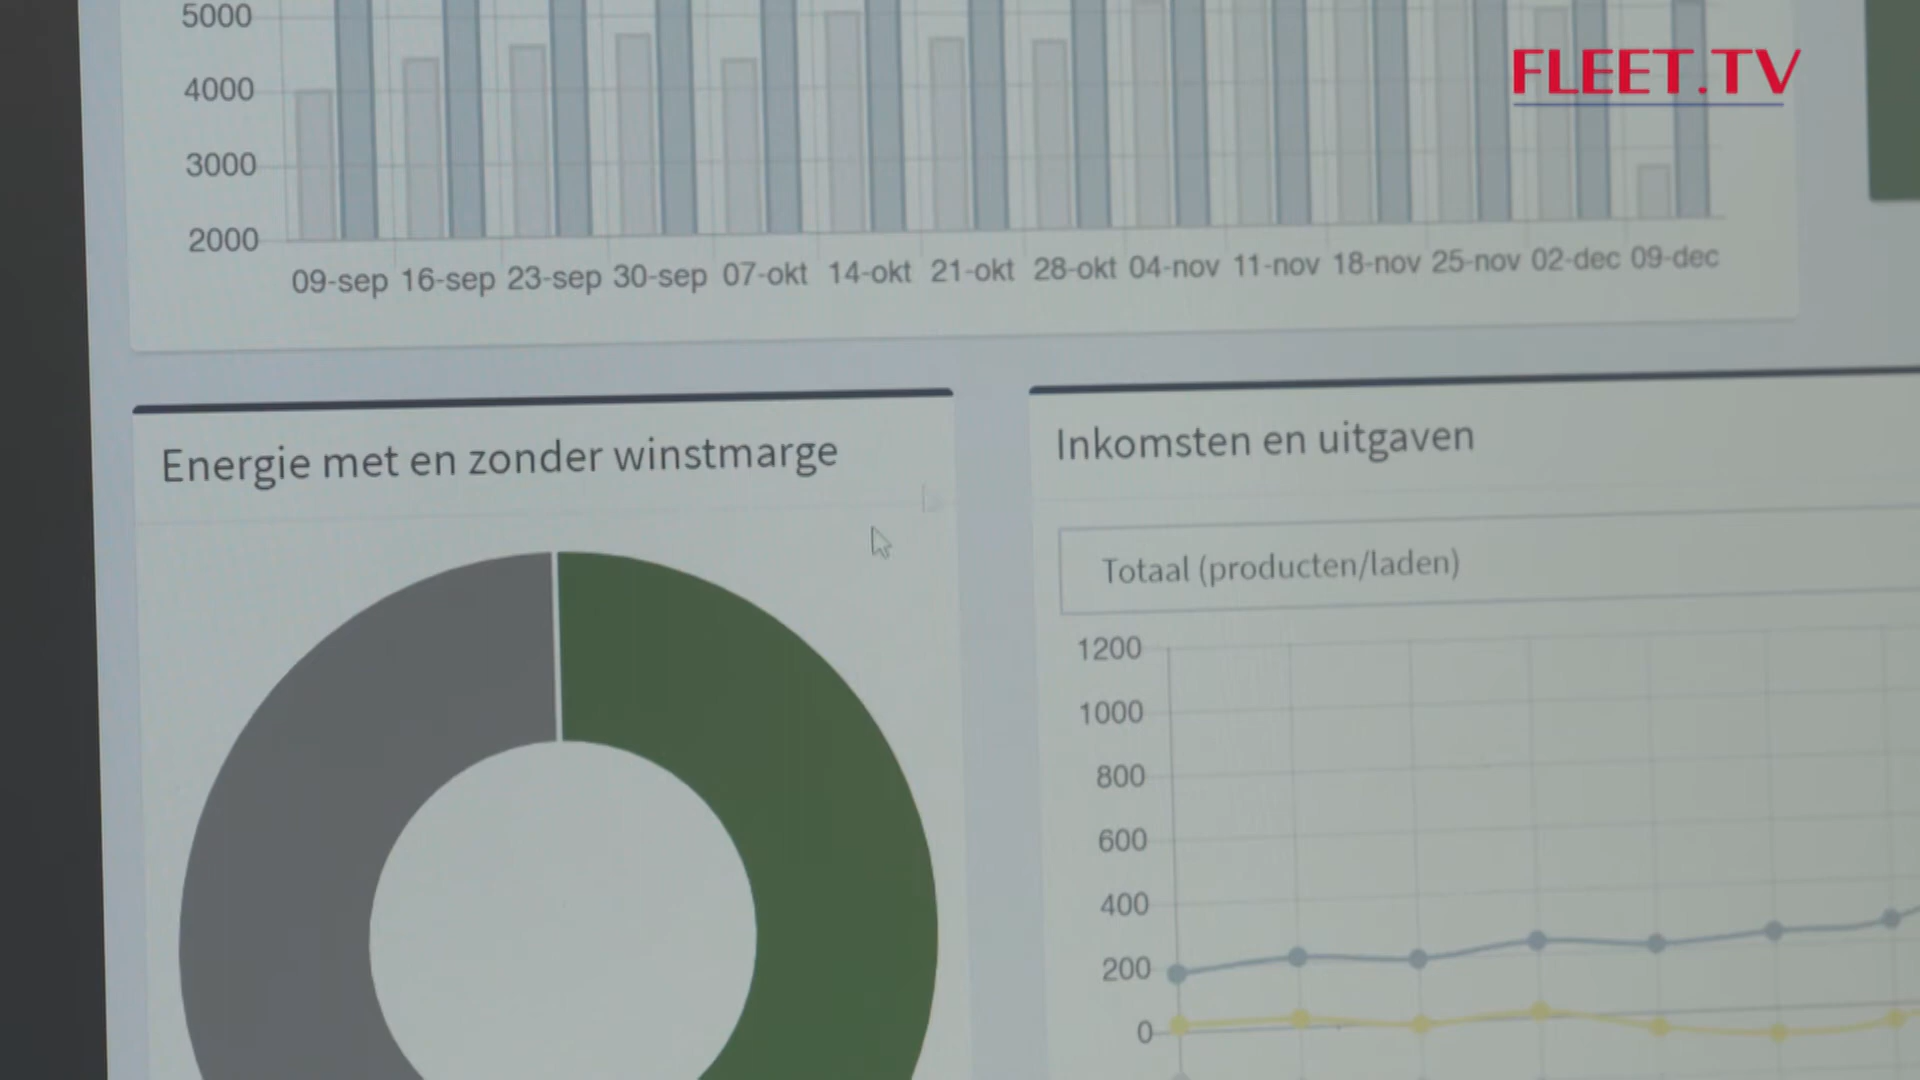 5000
FLEET.TV
4000
3000
2000
09-sep 16-sep 23-sep 30-sep 07-okt 14-okt 21-okt 28-okt 04-nov 11-nov 18-nov 25-nov 02-dec 09-dec
Energie met en zonder winstmarge
Inkomsten en uitgaven
Totaal (producten/laden)
1200
1000
800
600
400
200
0